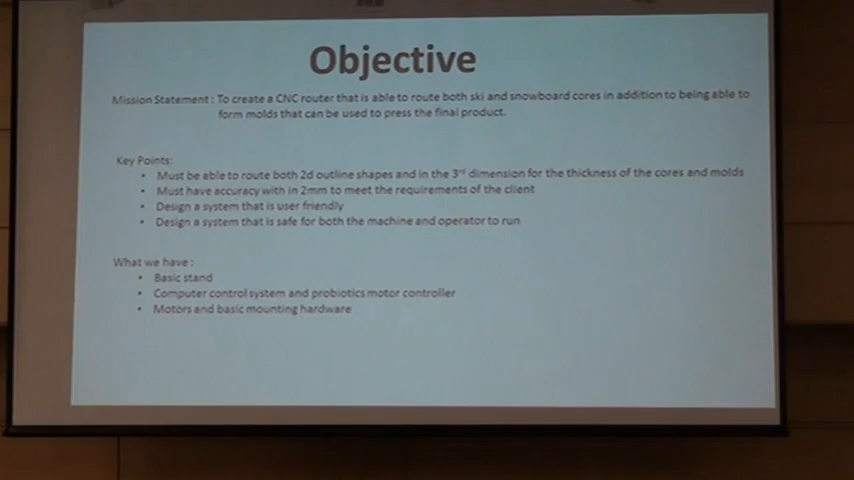 Objective
Mission Statement : To create a CNC router that is able to route both ski and snowboard cores in addition to being able to
form molds that can be used to press the final product.
Key Points:
• Must be able to route both 2d outline shapes and in the 3rd dimension for the thickness of the cores and molds
• Must have accuracy with in 2mm to meet the requirements of the client
• Design a system that is user friendly
• Design a system that is safe for both the machine and operator to run
What we have :
• Basic stand
• Computer control system and probiotics motor controller
• Motors and basic mounting hardware